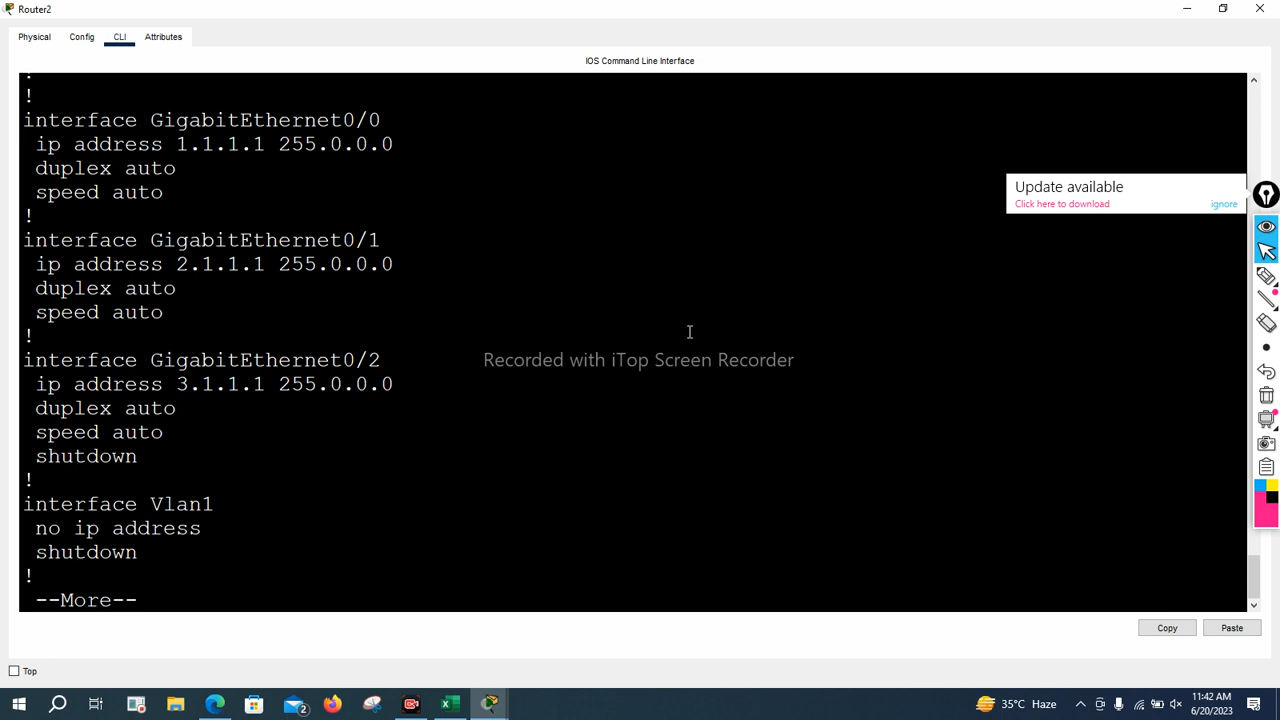 Router2
Physical Config CLI Attributes
IOS Command Line Interface
!
!
interface GigabitEthernet0/0
ip address 1.1.1.1 255.0.0.0
duplex auto
speed auto
!
interface GigabitEthernet0/1
ip address 2.1.1.1 255.0.0.0
duplex auto
speed auto
!
interface GigabitEthernet0/2
ip address 3.1.1.1 255.0.0.0
duplex auto
speed auto
shutdown
!
interface Vlan1
no ip address
shutdown
!
--More--
Update available
Click here to download ignore
Recorded with iTop Screen Recorder
Copy Paste
Top
2
35°C Haze
11:42 AM
6/20/2023